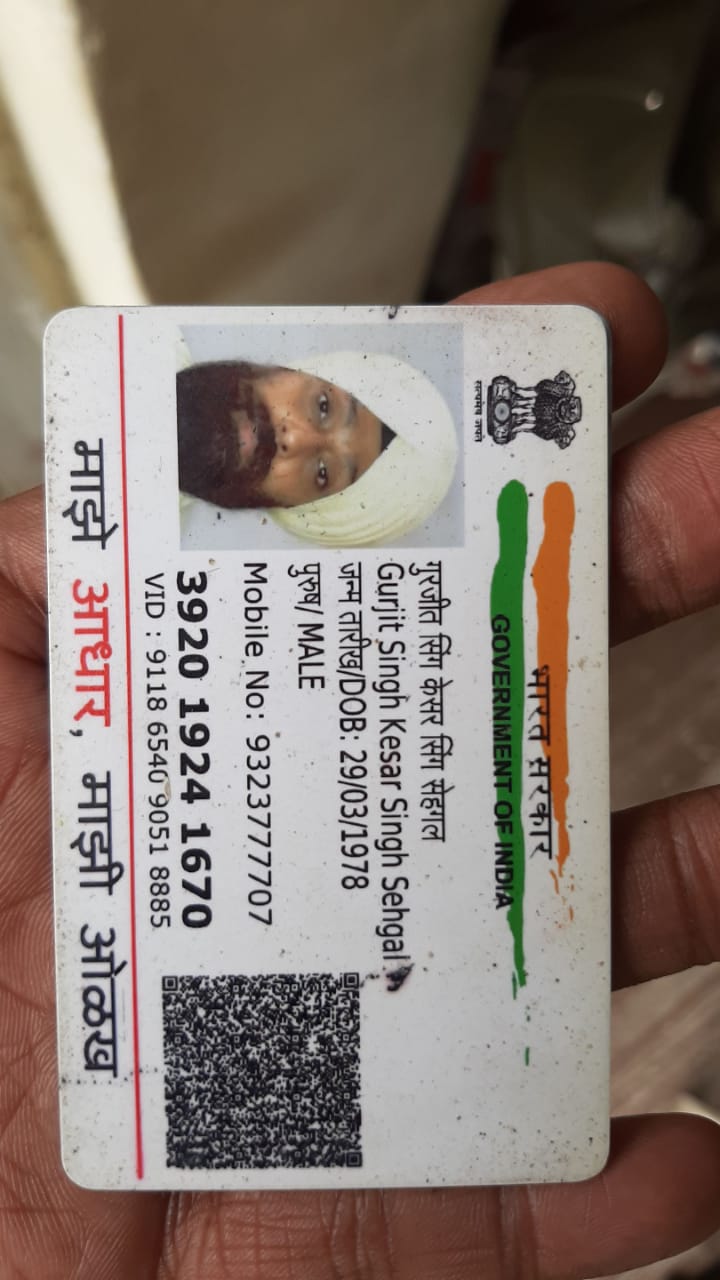 भारत सरकार
GOVERNMENT OF INDIA
सत्यमेव जयते
गुरजीत सिंग केसर सिंग सेहगल
Gurjit Singh Kesar Singh Sehgal
जन्म तारीख/DOB: 29/03/1978
पुरुष/ MALE
Mobile No: 9323777707
3920 1924 1670
VID : 9118 6540 9051 8885
माझे आधार, माझी ओळख